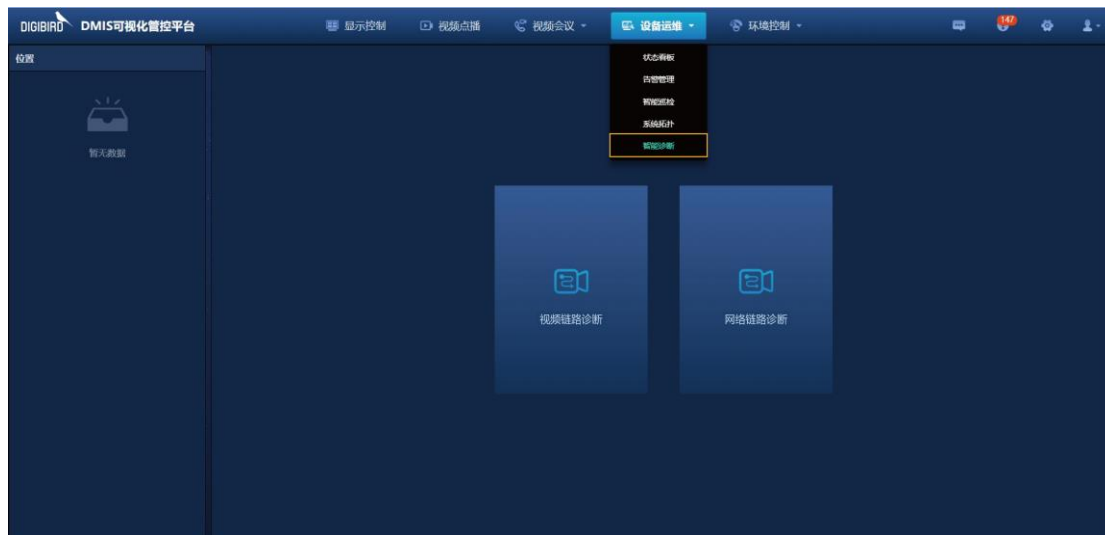 DIGIBIRD DMIS可视化管控平台 显示控制 视频点播 视频会议 设备运维 环境控制 147
位置
状态看板
告警管理
智能巡检
系统拓扑
智能诊断
暂无数据
视频链路诊断 网络链路诊断